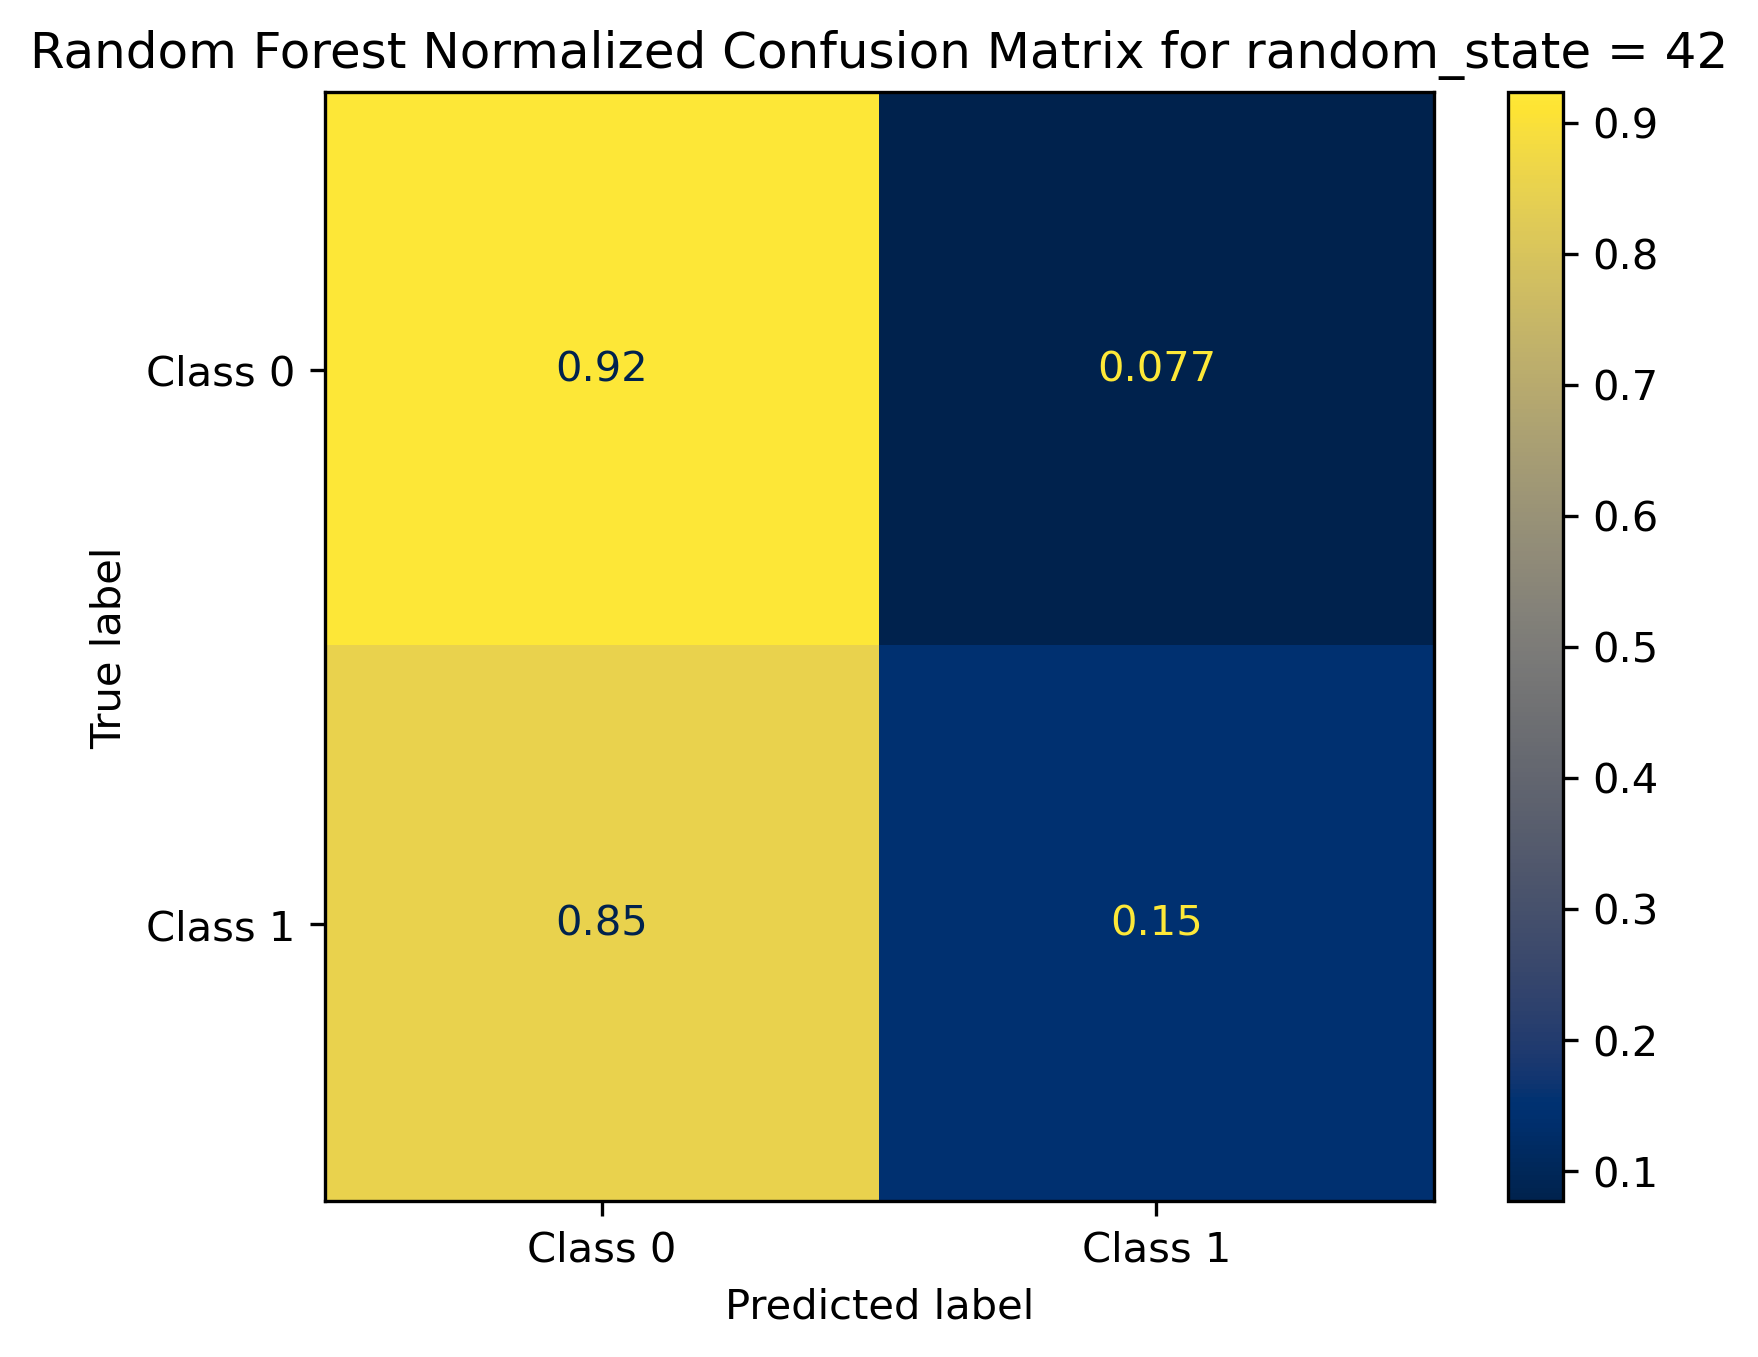 Random Forest Normalized Confusion Matrix for random_state = 42
True label
Class 0
0.92
0.077
Class 1
0.85
0.15
Class 0
Class 1
Predicted label
0.9
0.8
0.7
0.6
0.5
0.4
0.3
0.2
0.1